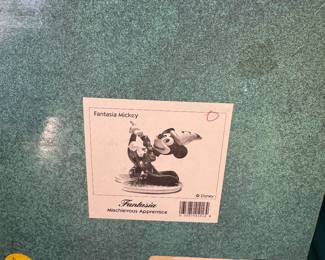 Fantasia Mickey
© Disney
Fantasia
Mischievous Apprentice